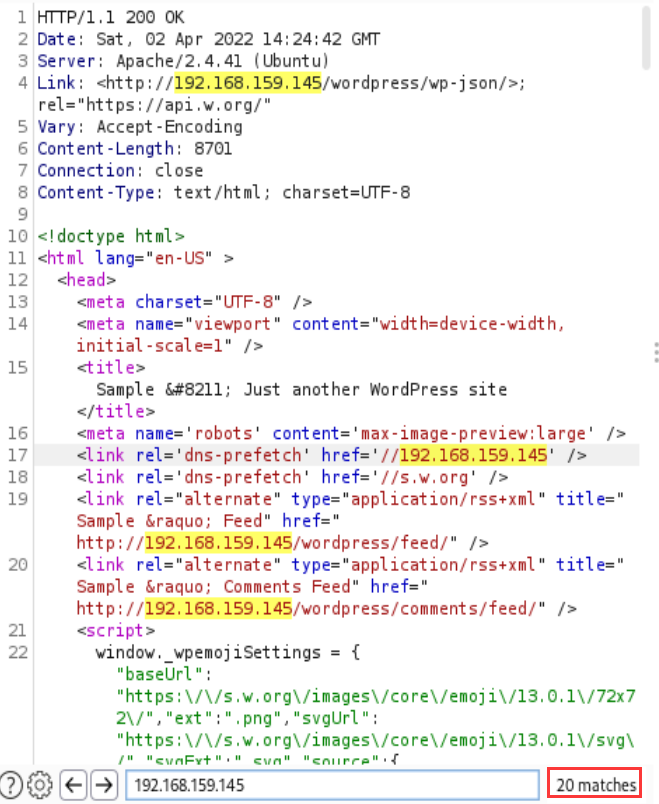 1 HTTP/1.1 200 OK
2 Date: Sat, 02 Apr 2022 14:24:42 GMT
3 Server: Apache/2.4.41 (Ubuntu)
4 Link: <http://192.168.159.145/wordpress/wp-json/>;
rel="https://api.w.org/"
5 Vary: Accept-Encoding
6 Content-Length: 8701
7 Connection: close
8 Content-Type: text/html; charset=UTF-8
9
10 <!doctype html>
11 <html lang="en-US" >
12 <head>
13 <meta charset="UTF-8" />
14 <meta name="viewport" content="width=device-width,
initial-scale=1" />
15 <title>
Sample &#8211; Just another WordPress site
</title>
16 <meta name='robots' content='max-image-preview:large' />
17 <link rel='dns-prefetch' href='//192.168.159.145' />
18 <link rel='dns-prefetch' href='//s.w.org' />
19 <link rel="alternate" type="application/rss+xml" title="
Sample &raquo; Feed" href="
http://192.168.159.145/wordpress/feed/" />
20 <link rel="alternate" type="application/rss+xml" title="
Sample &raquo; Comments Feed" href="
http://192.168.159.145/wordpress/comments/feed/" />
21 <script>
22 window._wpemojiSettings = {
"baseUrl":
"https:\/\/s.w.org\/images\/core\/emoji\/13.0.1\/72x7
2\/","ext":".png","svgUrl":
"https:\/\/s.w.org\/images\/core\/emoji\/13.0.1\/svg\
/","svgExt":".svg","source":{
? 192.168.159.145 20 matches